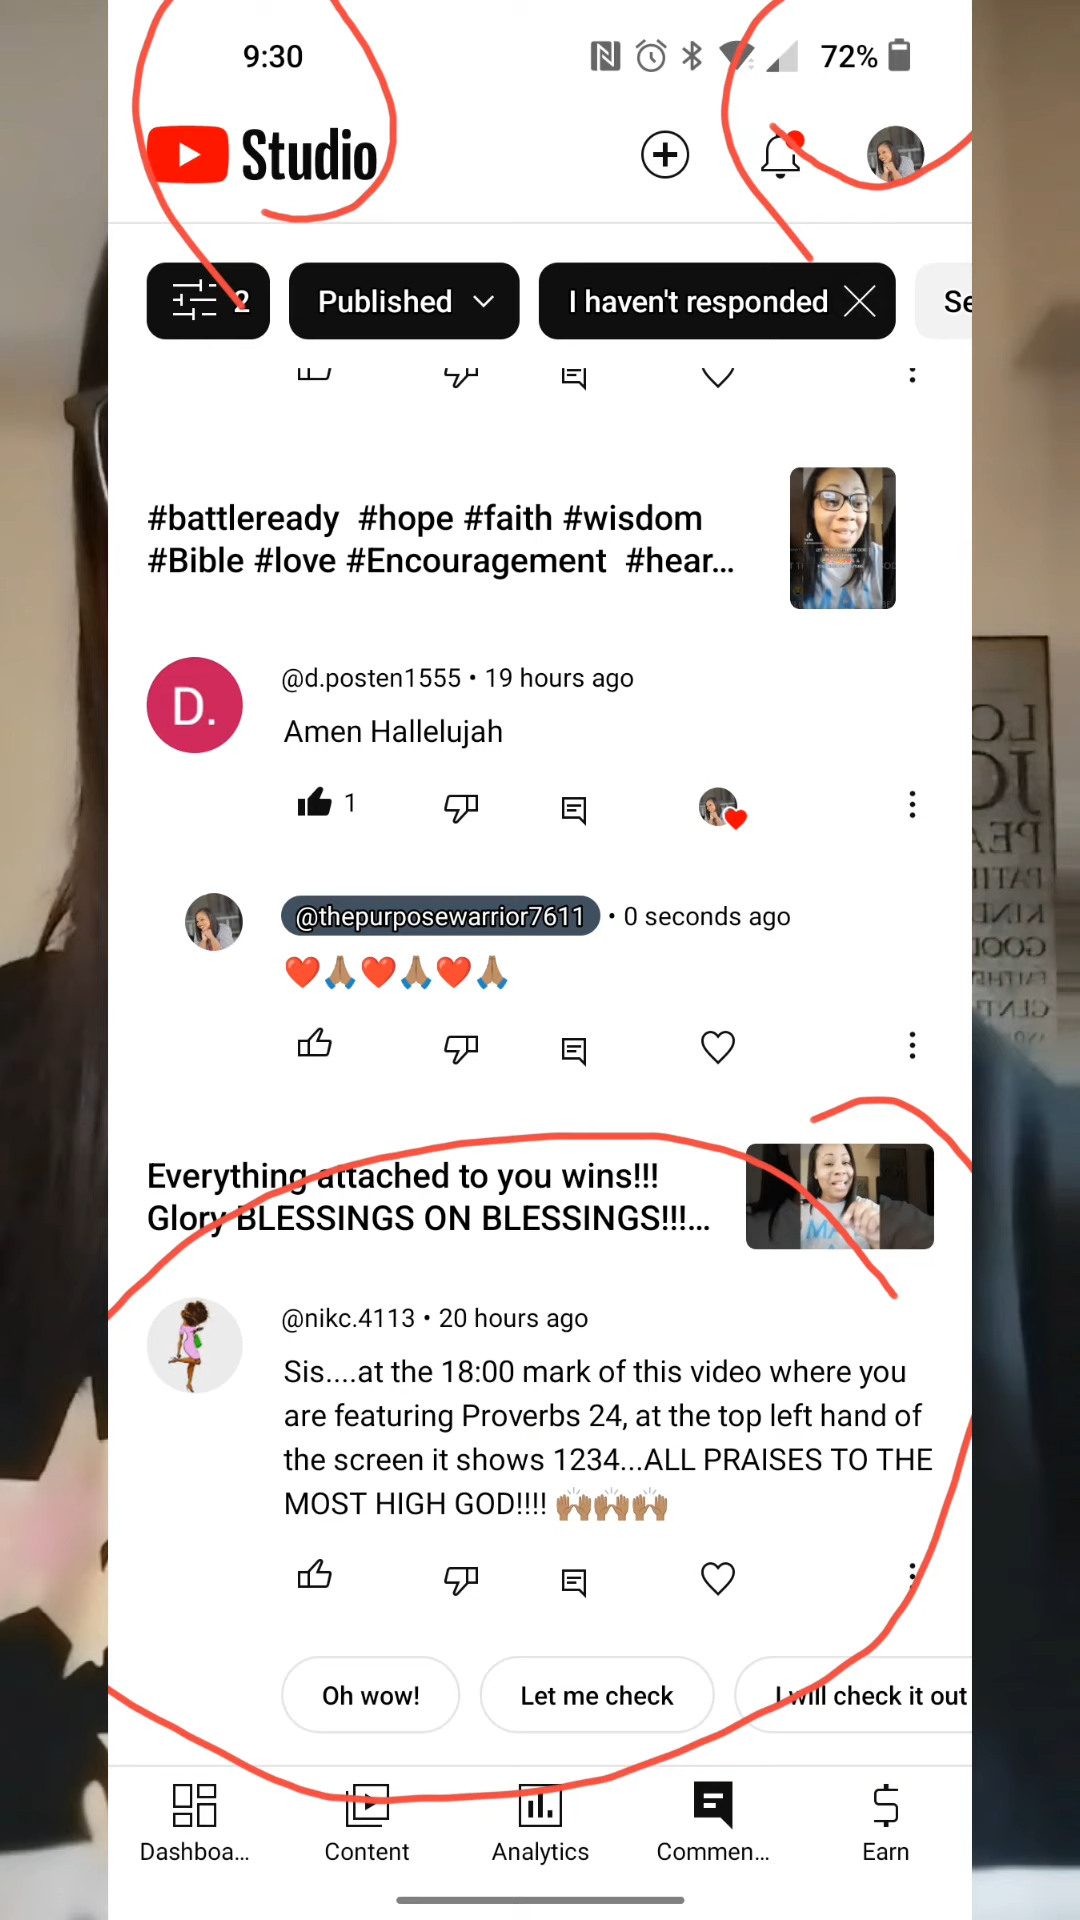 9:30 72%
Studio
2 Published I haven't responded Se
#battleready #hope #faith #wisdom
#Bible #love #Encouragement #hear...
@d.posten1555 • 19 hours ago
D.
Amen Hallelujah
1
@thepurposewarrior7611 • 0 seconds ago
❤️🙏🏽❤️🙏🏽❤️🙏🏽
Everything attached to you wins!!!
Glory BLESSINGS ON BLESSINGS!!!...
@nikc.4113 • 20 hours ago
Sis....at the 18:00 mark of this video where you
are featuring Proverbs 24, at the top left hand of
the screen it shows 1234...ALL PRAISES TO THE
MOST HIGH GOD!!!! 🙌🏽🙌🏽🙌🏽
Oh wow! Let me check I will check it out
Dashboa... Content Analytics Commen... Earn